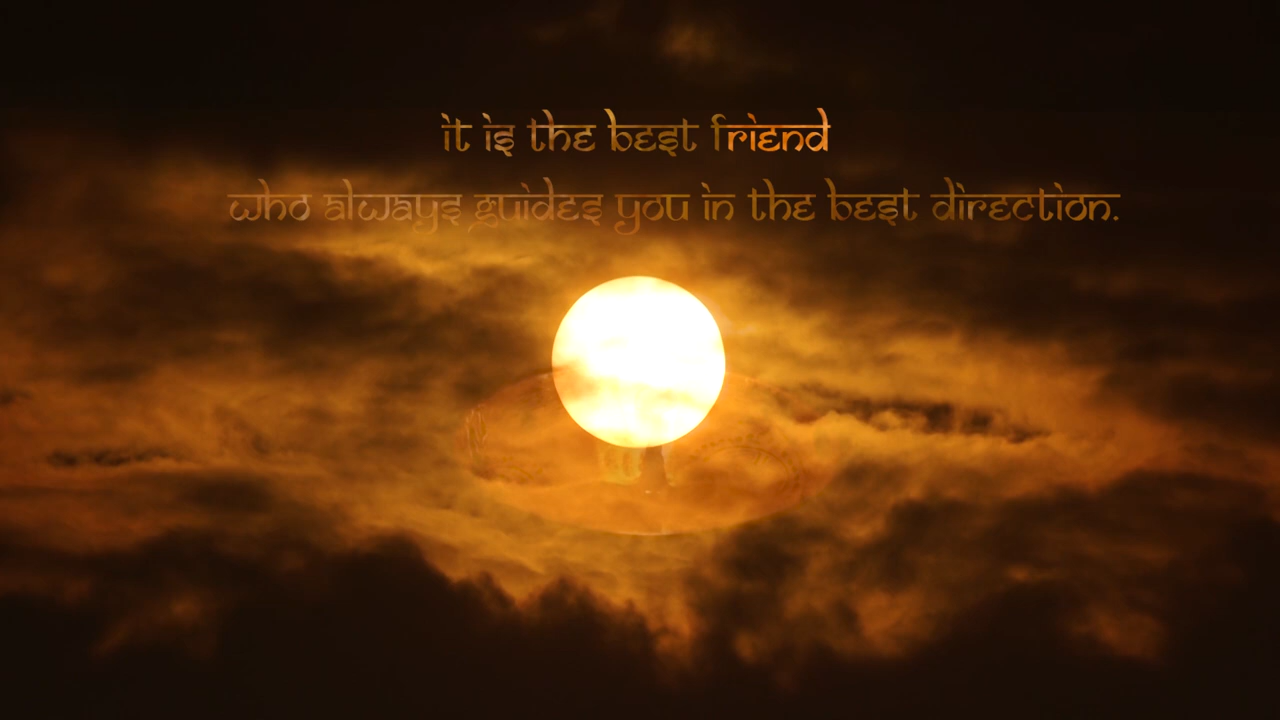 it is the best friend
who always guides you in the best direction.